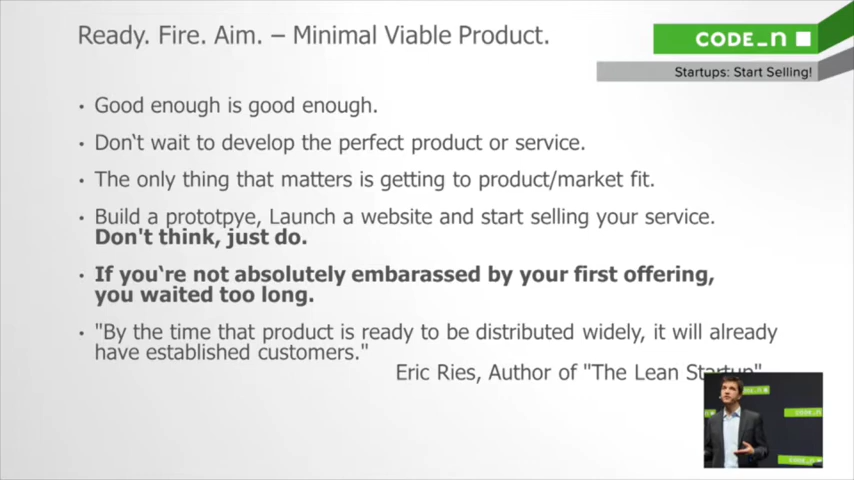 Ready. Fire. Aim. – Minimal Viable Product.
CODE_n
Startups: Start Selling!
• Good enough is good enough.
• Don‘t wait to develop the perfect product or service.
• The only thing that matters is getting to product/market fit.
• Build a prototpye, Launch a website and start selling your service.
Don't think, just do.
• If you‘re not absolutely embarassed by your first offering,
you waited too long.
• "By the time that product is ready to be distributed widely, it will already
have established customers."
Eric Ries, Author of "The Lean Startup"
CODE_n
CODE_n